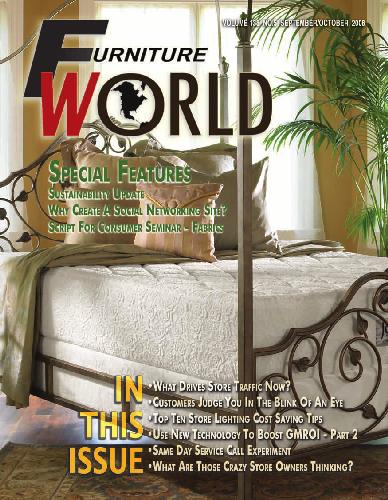 VOLUME 138 NO.5 SEPTEMBER/OCTOBER 2008
FURNITURE
WORLD
SPECIAL FEATURES
SUSTAINABILITY UPDATE
WHY CREATE A SOCIAL NETWORKING SITE?
SCRIPT FOR CONSUMER SEMINAR - FABRICS
IN
THIS
ISSUE
•WHAT DRIVES STORE TRAFFIC NOW?
•CUSTOMERS JUDGE YOU IN THE BLINK OF AN EYE
•TOP TEN STORE LIGHTING COST SAVING TIPS
•USE NEW TECHNOLOGY TO BOOST GMROI - PART 2
•SAME DAY SERVICE CALL EXPERIMENT
•WHAT ARE THOSE CRAZY STORE OWNERS THINKING?